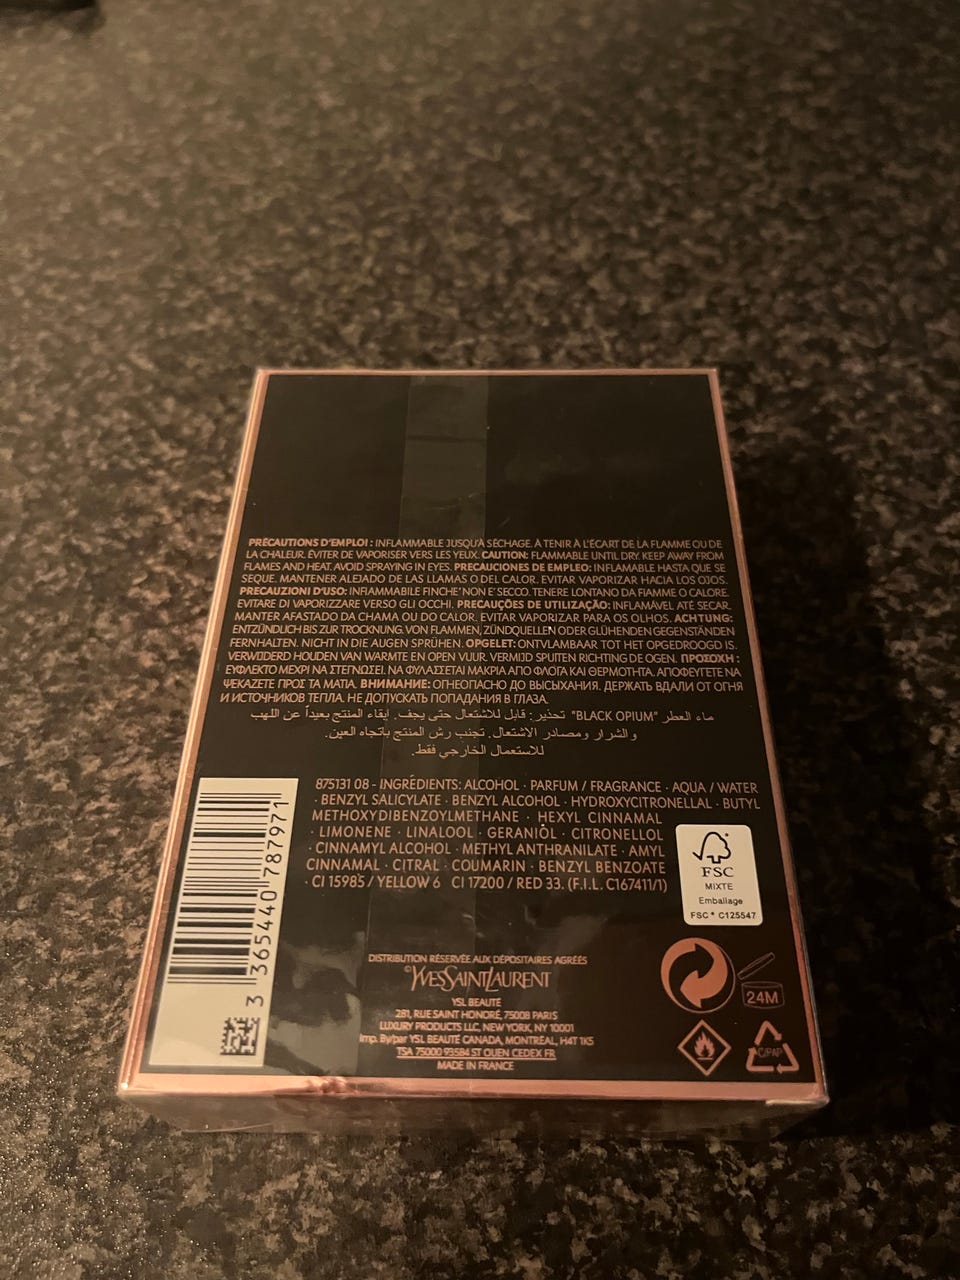 PRÉCAUTIONS D'EMPLOI : INFLAMMABLE JUSQU'À SÉCHAGE. À TENIR À L'ÉCART DE LA FLAMME OU DE
LA CHALEUR. ÉVITER DE VAPORISER VERS LES YEUX. CAUTION: FLAMMABLE UNTIL DRY. KEEP AWAY FROM
FLAMES AND HEAT. AVOID SPRAYING IN EYES. PRECAUCIONES DE EMPLEO: INFLAMABLE HASTA QUE SE
SEQUE. MANTENER ALEJADO DE LAS LLAMAS O DEL CALOR. EVITAR VAPORIZAR HACIA LOS OJOS.
PRECAUZIONI D'USO: INFIAMMABILE FINCHE' NON E' SECCO. TENERE LONTANO DA FIAMME O CALORE.
EVITARE DI VAPORIZZARE VERSO GLI OCCHI. PRECAUÇÕES DE UTILIZAÇÃO: INFLAMÁVEL ATÉ SECAR.
MANTER AFASTADO DA CHAMA OU DO CALOR. EVITAR VAPORIZAR PARA OS OLHOS. ACHTUNG:
ENTZÜNDLICH BIS ZUR TROCKNUNG. VON FLAMMEN, ZÜNDQUELLEN ODER GLÜHENDEN GEGENSTÄNDEN
FERNHALTEN. NICHT IN DIE AUGEN SPRÜHEN. OPGELET: ONTVLAMBAAR TOT HET OPGEDROOGD IS.
VERWIJDERD HOUDEN VAN WARMTE EN OPEN VUUR. VERMIJD SPUITEN RICHTING DE OGEN. ΠΡΟΣΟΧΗ :
ΕΥΦΛΕΚΤΟ ΜΕΧΡΙ ΝΑ ΣΤΕΓΝΩΣΕΙ. ΝΑ ΦΥΛΑΣΣΕΤΑΙ ΜΑΚΡΙΑ ΑΠΟ ΦΛΟΓΑ ΚΑΙ ΘΕΡΜΟΤΗΤΑ. ΑΠΟΦΕΥΓΕΤΕ ΝΑ
ΨΕΚΑΖΕΤΕ ΠΡΟΣ ΤΑ ΜΑΤΙΑ. ВНИМАНИЕ: ОГНЕОПАСНО ДО ВЫСЫХАНИЯ. ДЕРЖАТЬ ВДАЛИ ОТ ОГНЯ
И ИСТОЧНИКОВ ТЕПЛА. НЕ ДОПУСКАТЬ ПОПАДАНИЯ В ГЛАЗА.
ماء العطر "BLACK OPIUM" تحذير: قابل للاشتعال حتى يجف. إبقاء المنتج بعيداً عن اللهب
والشرار ومصادر الاشتعال. تجنب رش المنتج باتجاه العين.
للاستعمال الخارجي فقط.
875131 08 - INGRÉDIENTS: ALCOHOL · PARFUM / FRAGRANCE · AQUA / WATER
· BENZYL SALICYLATE · BENZYL ALCOHOL · HYDROXYCITRONELLAL · BUTYL
METHOXYDIBENZOYLMETHANE · HEXYL CINNAMAL
· LIMONENE · LINALOOL · GERANIOL · CITRONELLOL
· CINNAMYL ALCOHOL · METHYL ANTHRANILATE · AMYL
CINNAMAL · CITRAL · COUMARIN · BENZYL BENZOATE
· CI 15985 / YELLOW 6 CI 17200 / RED 33. (F.I.L. C167411/1)
3 365440 787971
FSC
MIXTE
Emballage
FSC® C125547
DISTRIBUTION RÉSERVÉE AUX DÉPOSITAIRES AGRÉÉS
©YVESSAINTLAURENT
YSL BEAUTÉ
281, RUE SAINT HONORÉ, 75008 PARIS
LUXURY PRODUCTS LLC, NEW YORK, NY 10001
Imp. By/par YSL BEAUTÉ CANADA, MONTRÉAL, H4T 1K5
TSA 75000 93584 ST OUEN CEDEX FR
MADE IN FRANCE
24M
C/PAP